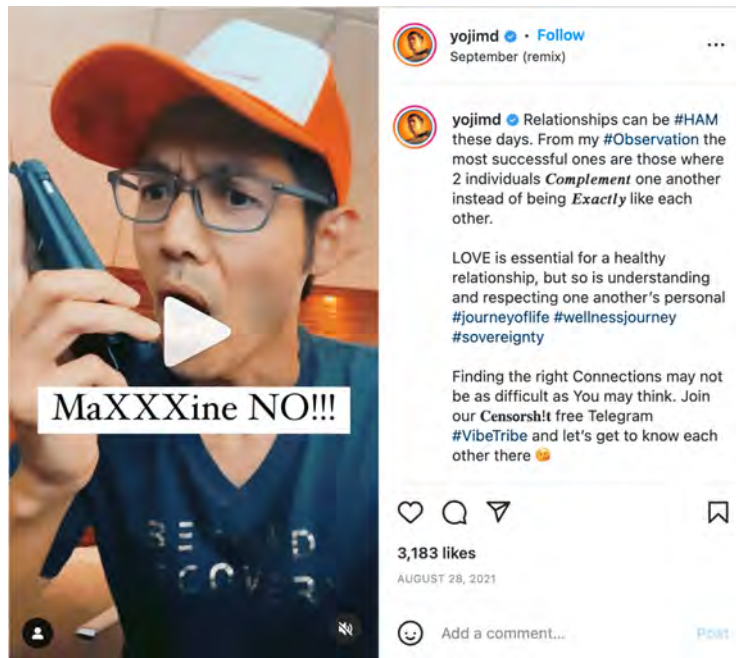 yojimd • Follow
September (remix)
yojimd Relationships can be #HAM
these days. From my #Observation the
most successful ones are those where
2 individuals Complement one another
instead of being Exactly like each
other.
LOVE is essential for a healthy
relationship, but so is understanding
and respecting one another's personal
#journeyoflife #wellnessjourney
#sovereignty
Finding the right Connections may not
be as difficult as You may think. Join
our Censorsh!t free Telegram
#VibeTribe and let's get to know each
other there 😘
MaXXXine NO!!!
3,183 likes
AUGUST 28, 2021
Add a comment...
Post